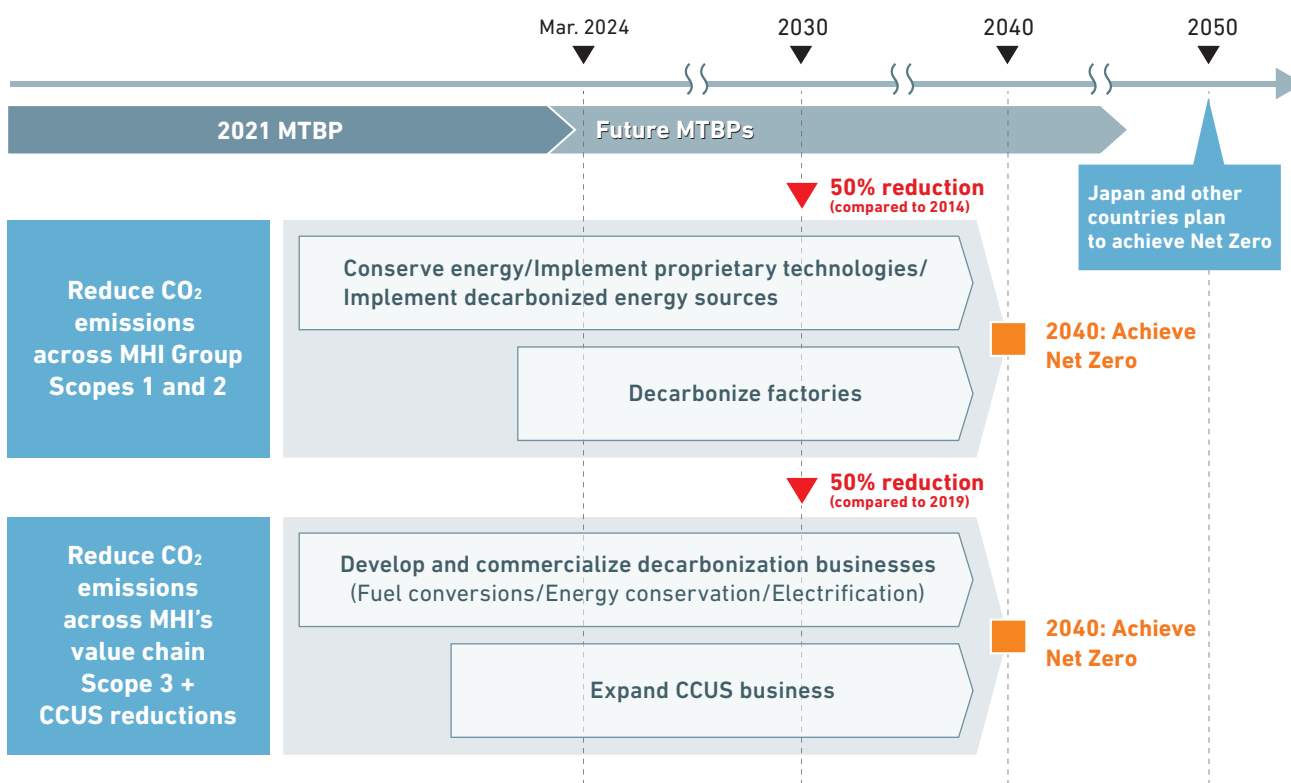 Mar. 2024
2030
2040
2050
2021 MTBP
Future MTBPs
Japan and other
countries plan
to achieve Net Zero
50% reduction
(compared to 2014)
Reduce CO₂
emissions
across MHI Group
Scopes 1 and 2
Conserve energy/Implement proprietary technologies/
Implement decarbonized energy sources
Decarbonize factories
2040: Achieve
Net Zero
50% reduction
(compared to 2019)
Reduce CO₂
emissions
across MHI’s
value chain
Scope 3 +
CCUS reductions
Develop and commercialize decarbonization businesses
(Fuel conversions/Energy conservation/Electrification)
Expand CCUS business
2040: Achieve
Net Zero